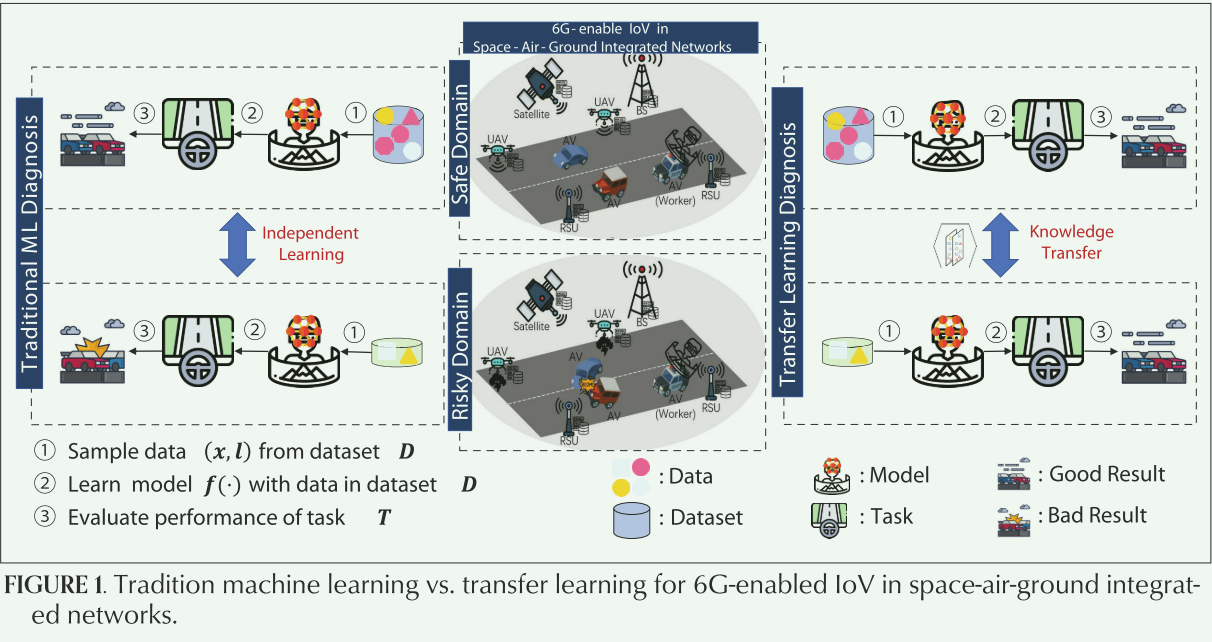 6G- enable IoV in
Space - Air - Ground Integrated Networks
Traditional ML Diagnosis
③
②
①
Independent
Learning
③
②
①
Safe Domain
Satellite
UAV
BS
UAV
AV
AV
AV
(Worker)
RSU
RSU
Risky Domain
Satellite
UAV
BS
UAV
AV
AV
AV
(Worker)
RSU
RSU
Transfer Learning Diagnosis
①
②
③
Knowledge
Transfer
①
②
③
① Sample data (x, l) from dataset D
② Learn model f(·) with data in dataset D
③ Evaluate performance of task T
: Data
: Dataset
: Model
: Task
: Good Result
: Bad Result
FIGURE 1. Tradition machine learning vs. transfer learning for 6G-enabled IoV in space-air-ground integrat-
ed networks.